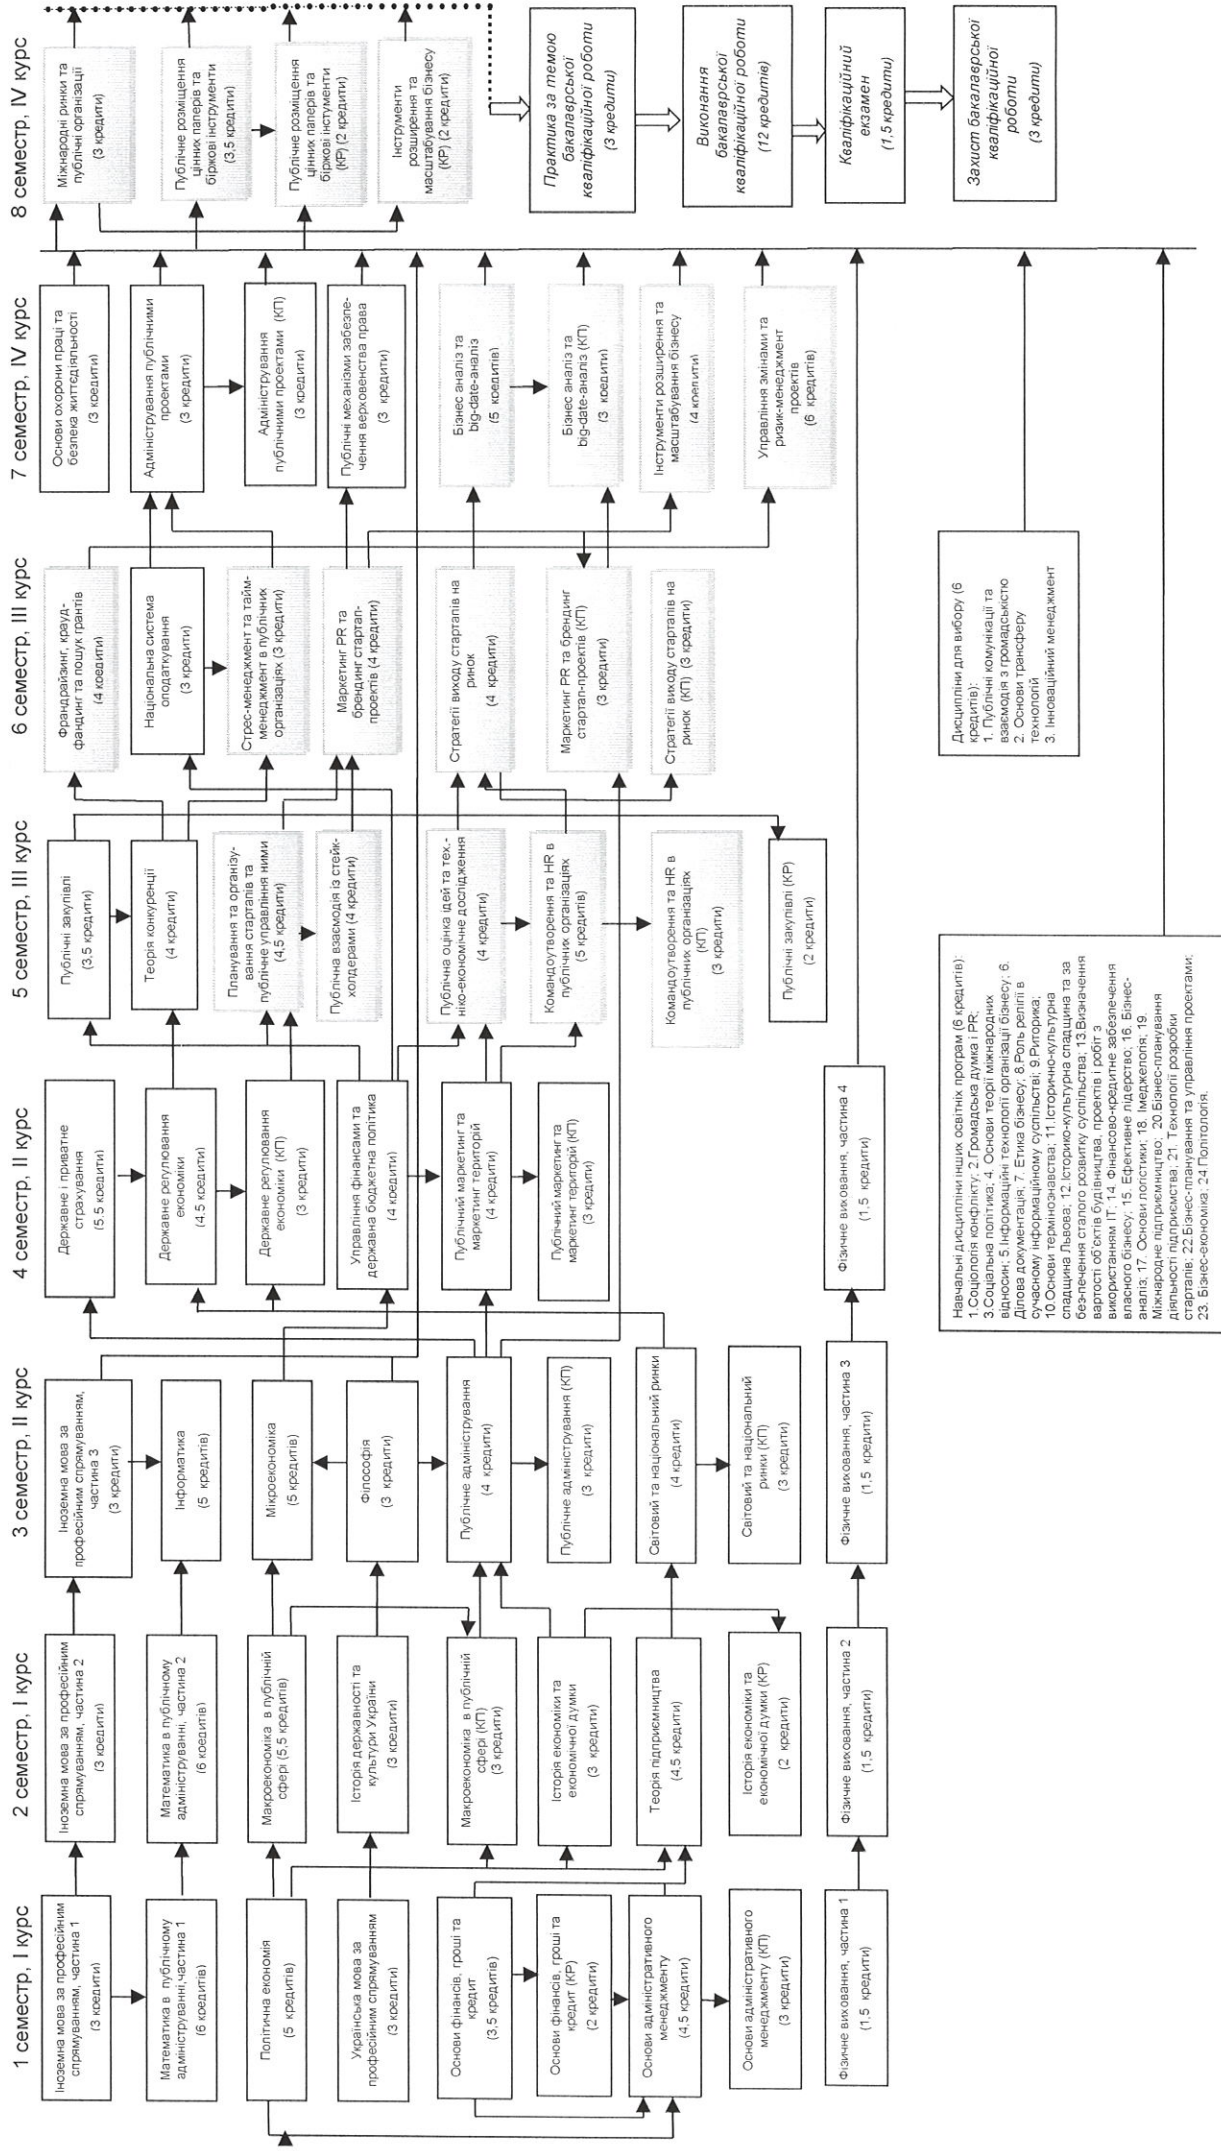 1 семестр, I курс
Іноземна мова за професійним
спрямуванням, частина 1
(3 кредити)
Математика в публічному
адмініструванні,частина 1
(6 кредитів)
Політична економія
(5 кредитів)
Українська мова за
професійним спрямуванням
(3 кредити)
Основи фінансів, гроші та
кредит
(3,5 кредитів)
Основи фінансів, гроші та
кредит (КР)
(2 кредити)
Основи адміністративного
менеджменту
(4,5 кредити)
Основи адміністративного
менеджменту (КП)
(3 кредити)
Фізичне виховання, частина 1
(1,5 кредити)
2 семестр, I курс
Іноземна мова за професійним
спрямуванням, частина 2
(3 кредити)
Математика в публічному
адмініструванні, частина 2
(6 кредитів)
Макроекономіка в публічній
сфері (5,5 кредитів)
Історія державності та
культури України
(3 кредити)
Макроекономіка в публічній
сфері (КП)
(3 кредити)
Історія економіки та
економічної думки
(3 кредити)
Теорія підприємництва
(4,5 кредити)
Історія економіки та
економічної думки (КР)
(2 кредити)
Фізичне виховання, частина 2
(1,5 кредити)
3 семестр, II курс
Іноземна мова за
професійним спрямуванням,
частина 3
(3 кредити)
Інформатика
(5 кредитів)
Мікроекономіка
(5 кредитів)
Філософія
(3 кредити)
Публічне адміністрування
(4 кредити)
Публічне адміністрування (КП)
(3 кредити)
Світовий та національний ринки
(4 кредити)
Світовий та національний
ринки (КП)
(3 кредити)
Фізичне виховання, частина 3
(1,5 кредити)
4 семестр, II курс
Державне і приватне
страхування
(5,5 кредити)
Державне регулювання
економіки
(4,5 кредити)
Державне регулювання
економіки (КП)
(3 кредити)
Управління фінансами та
державна бюджетна політика
(4 кредити)
Публічний маркетинг та
маркетинг територій
(4 кредити)
Публічний маркетинг та
маркетинг територій (КП)
(3 кредити)
Фізичне виховання, частина 4
(1,5 кредити)
5 семестр, III курс
Публічні закупівлі
(3,5 кредити)
Теорія конкуренції
(4 кредити)
Планування та організу-
вання стартапів та
публічне управління ними
(4,5 кредити)
Публічна взаємодія із стейк-
холдерами (4 кредити)
Публічна оцінка ідей та тех.-
ніко-економічне дослідження
(4 кредити)
Командоутворення та HR в
публічних організаціях
(5 кредитів)
Командоутворення та HR в
публічних організаціях
(КП)
(3 кредити)
Публічні закупівлі (КР)
(2 кредити)
6 семестр, III курс
Франдрайзинг, крауд-
фандинг та пошук грантів
(4 кредити)
Національна система
оподаткування
(3 кредити)
Стрес-менеджмент та тайм-
менеджмент в публічних
організаціях (3 кредити)
Маркетинг PR та
брендинг стартап-
проектів (4 кредити)
Стратегії виходу стартапів на
ринок
(4 кредити)
Маркетинг PR та брендинг
стартап-проектів (КП)
(3 кредити)
Стратегії виходу стартапів на
ринок (КП) (3 кредити)
7 семестр, IV курс
Основи охорони праці та
безпека життєдіяльності
(3 кредити)
Адміністрування публічними
проектами
(3 кредити)
Адміністрування
публічними проектами (КП)
(3 кредити)
Публічні механізми забезпе-
чення верховенства права
(3 кредити)
Бізнес аналіз та
big-date-аналіз
(5 кредитів)
Бізнес аналіз та
big-date-аналіз (КП)
(3 кредити)
Інструменти розширення та
масштабування бізнесу
(4 кредити)
Управління змінами та
ризик-менеджмент
проектів
(6 кредитів)
8 семестр, IV курс
Міжнародні ринки та
публічні організації
(3 кредити)
Публічне розміщення
цінних паперів та
біржові інструменти
(3,5 кредити)
Публічне розміщення
цінних паперів та
біржові інструменти
(КР) (2 кредити)
Інструменти
розширення та
масштабування бізнесу
(КР) (2 кредити)
Практика за темою
бакалаврської
кваліфікаційної роботи
(3 кредити)
Виконання
бакалаврської
кваліфікаційної роботи
(12 кредитів)
Кваліфікаційний
екзамен
(1,5 кредити)
Захист бакалаврської
кваліфікаційної
роботи
(3 кредити)
Дисципліни для вибору (6
кредитів):
1. Публічні комунікації та
взаємодія з громадськістю
2. Основи трансферу
технологій
3. Інноваційний менеджмент
Навчальні дисципліни інших освітніх програм (6 кредитів):
1.Соціологія конфлікту; 2.Громадська думка і PR;
3.Соціальна політика; 4. Основи теорії міжнародних
відносин; 5.Інформаційні технології організації бізнесу; 6.
Ділова документація; 7. Етика бізнесу; 8.Роль релігії в
сучасному інформаційному суспільстві; 9.Риторика;
10.Основи термінознавства; 11.Історично-культурна
спадщина Львова; 12.Історико-культурна спадщина та за
без-печення сталого розвитку суспільства; 13.Визначення
вартості об'єктів будівництва, проектів і робіт з
використанням IT; 14. Фінансово-кредитне забезпечення
власного бізнесу; 15. Ефективне лідерство; 16. Бізнес-
аналіз; 17. Основи логістики; 18. Імеджелогія; 19.
Міжнародне підприємництво; 20.Бізнес-планування
діяльності підприємства; 21. Технології розробки
стартапів; 22.Бізнес-планування та управління проектами;
23. Бізнес-економіка; 24.Політологія.